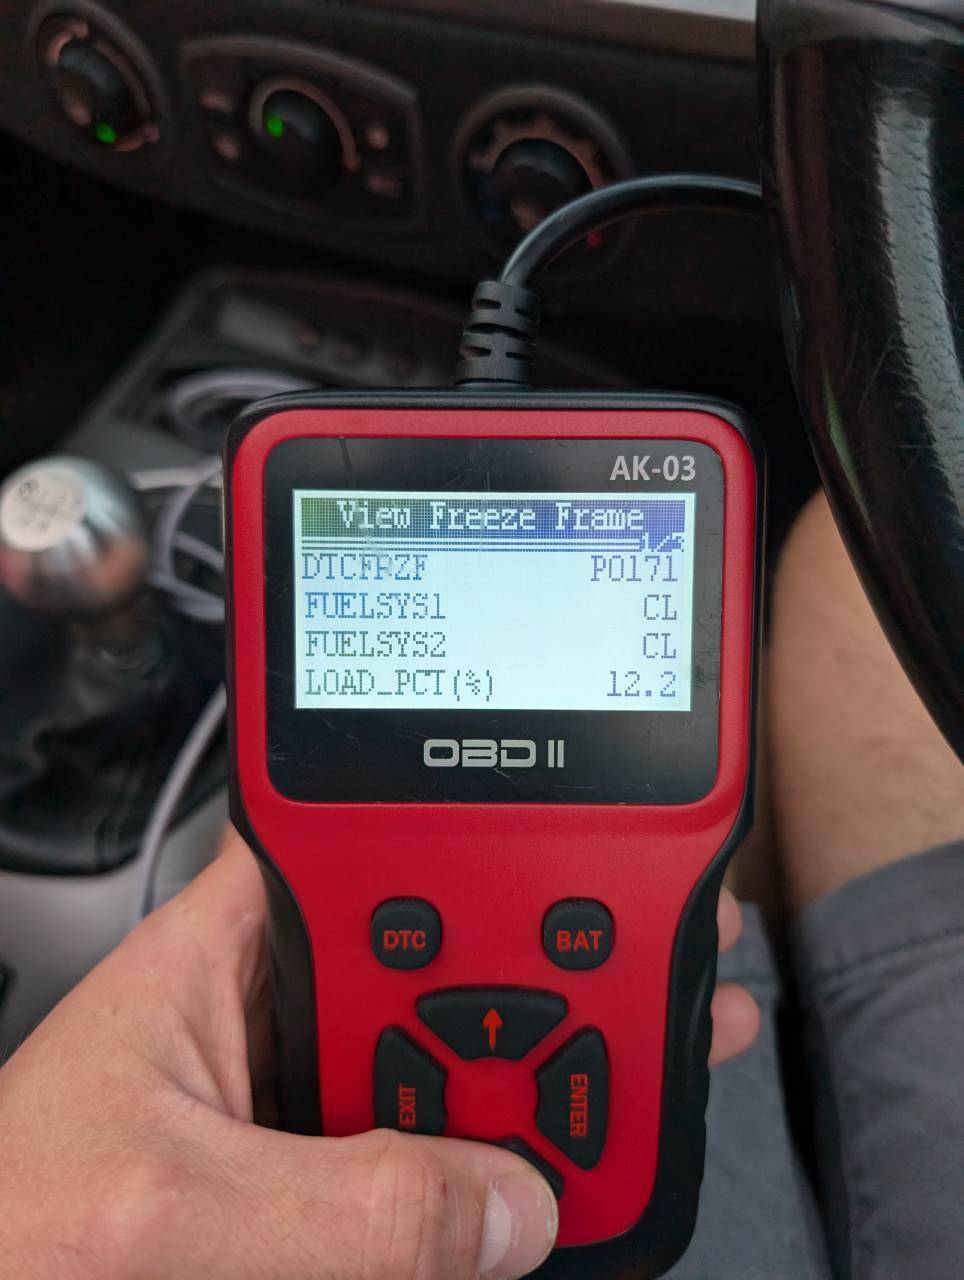 AK-03
View Freeze Frame
DTCFRZF P0171
FUELSYS1 CL
FUELSYS2 CL
LOAD_PCT(%) 12.2
OBD II
DTC BAT
EXIT ENTER